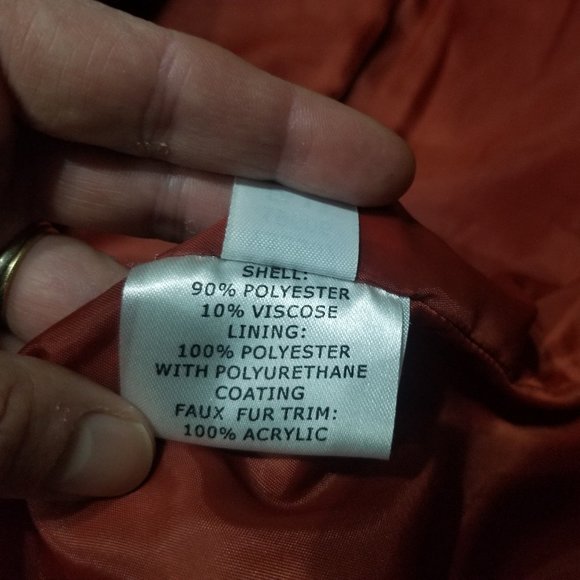 SHELL:
90% POLYESTER
10% VISCOSE
LINING:
100% POLYESTER
WITH POLYURETHANE
COATING
FAUX FUR TRIM:
100% ACRYLIC